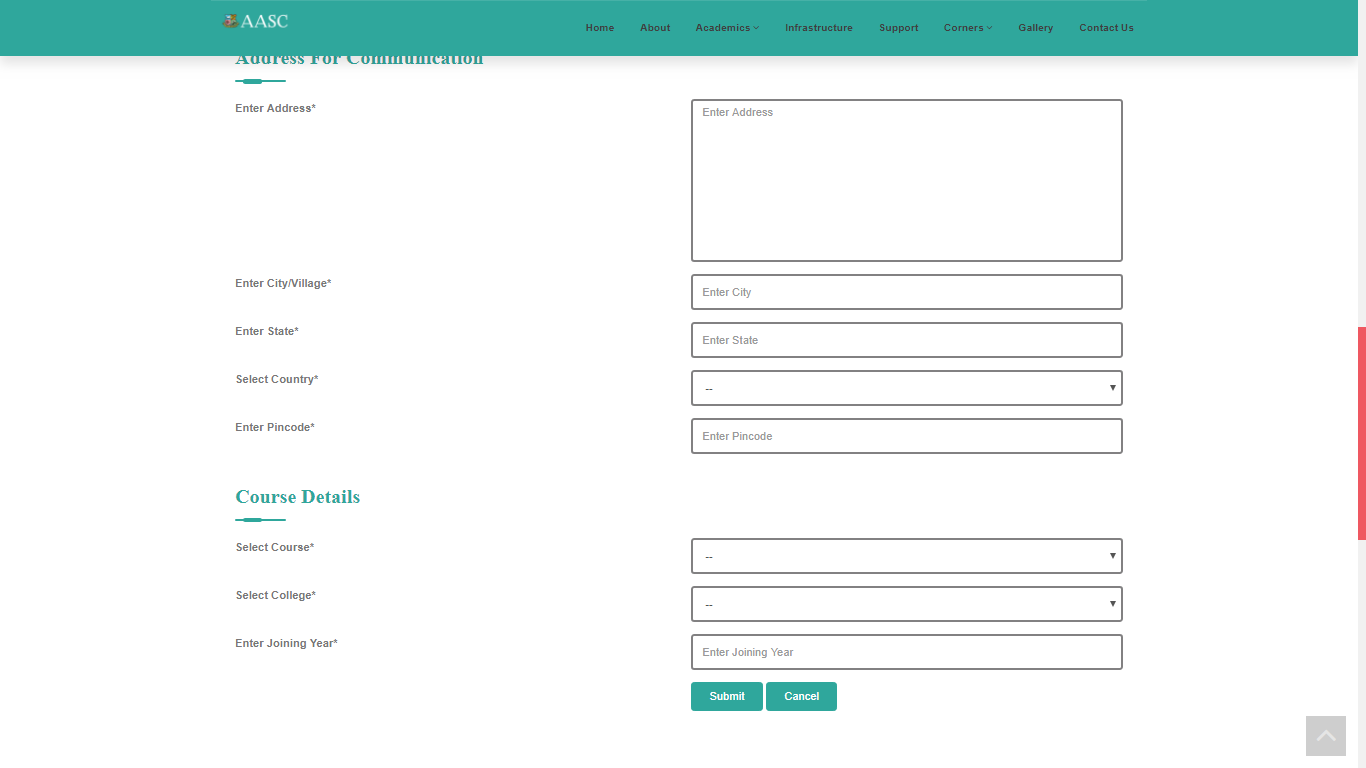 AASC
Home About Academics Infrastructure Support Corners Gallery Contact Us
Address For Communication
Enter Address*
Enter Address
Enter City/Village*
Enter City
Enter State*
Enter State
Select Country*
--
Enter Pincode*
Enter Pincode
Course Details
Select Course*
--
Select College*
--
Enter Joining Year*
Enter Joining Year
Submit Cancel